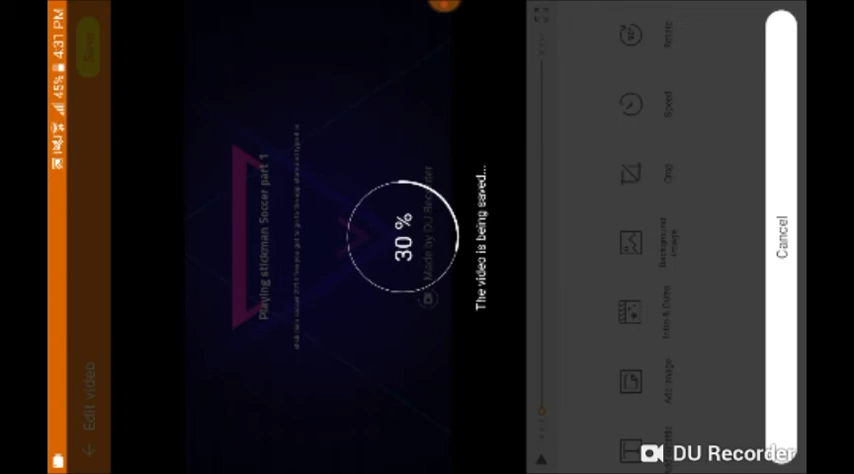 45% 4:31 PM
Edit video
Save
Playing stickman Soccer part 1
Made by DU Recorder
30 %
The video is being saved...
Rotate
Speed
Crop
Background
Image
Intro & Outro
Add image
Cancel
DU Recorder